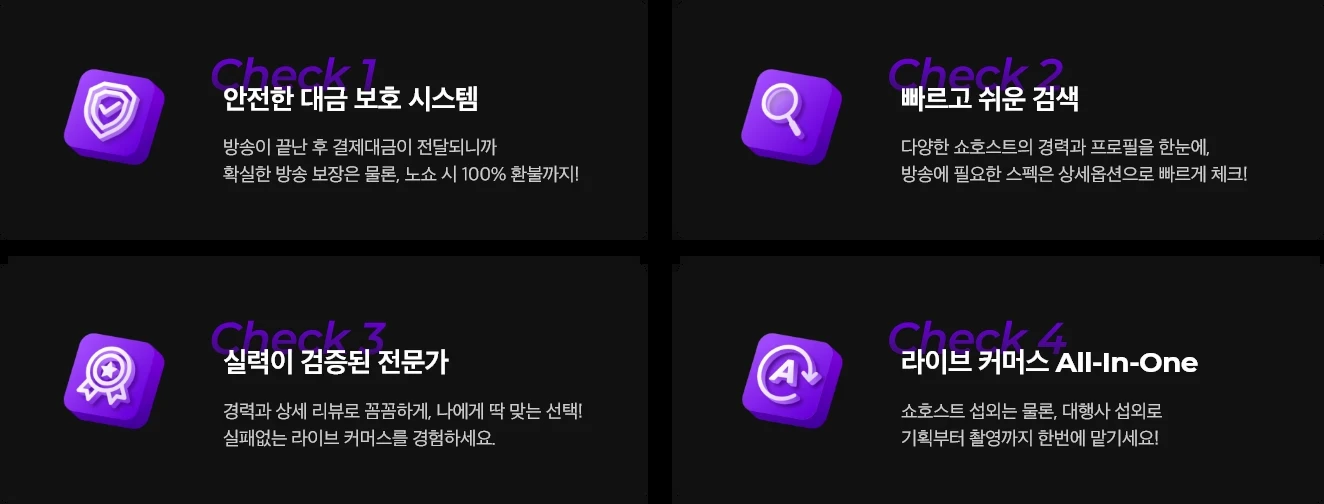 Check 1
안전한 대금 보호 시스템
방송이 끝난 후 결제대금이 전달되니까
확실한 방송 보장은 물론, 노쇼 시 100% 환불까지!
Check 2
빠르고 쉬운 검색
다양한 쇼호스트의 경력과 프로필을 한눈에,
방송에 필요한 스펙은 상세옵션으로 빠르게 체크!
Check 3
실력이 검증된 전문가
경력과 상세 리뷰로 꼼꼼하게, 나에게 딱 맞는 선택!
실패없는 라이브 커머스를 경험하세요.
Check 4
A
라이브 커머스 All-In-One
쇼호스트 섭외는 물론, 대행사 섭외로
기획부터 촬영까지 한번에 맡기세요!